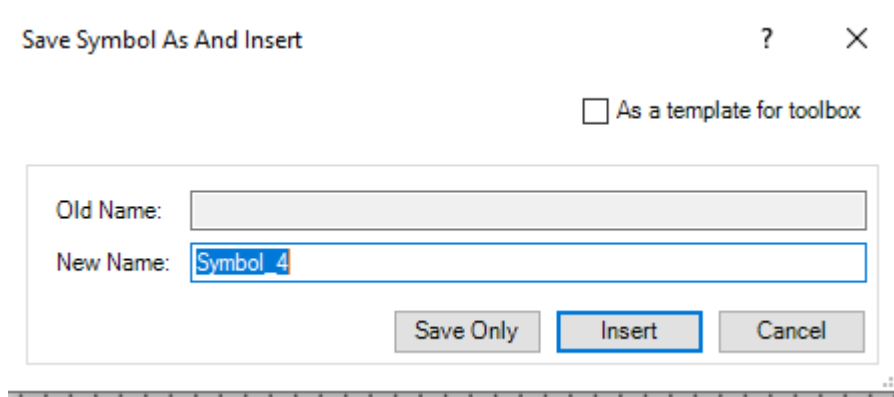 Save Symbol As And Insert ?
As a template for toolbox
Old Name:
New Name: Symbol_4
Save Only Insert Cancel